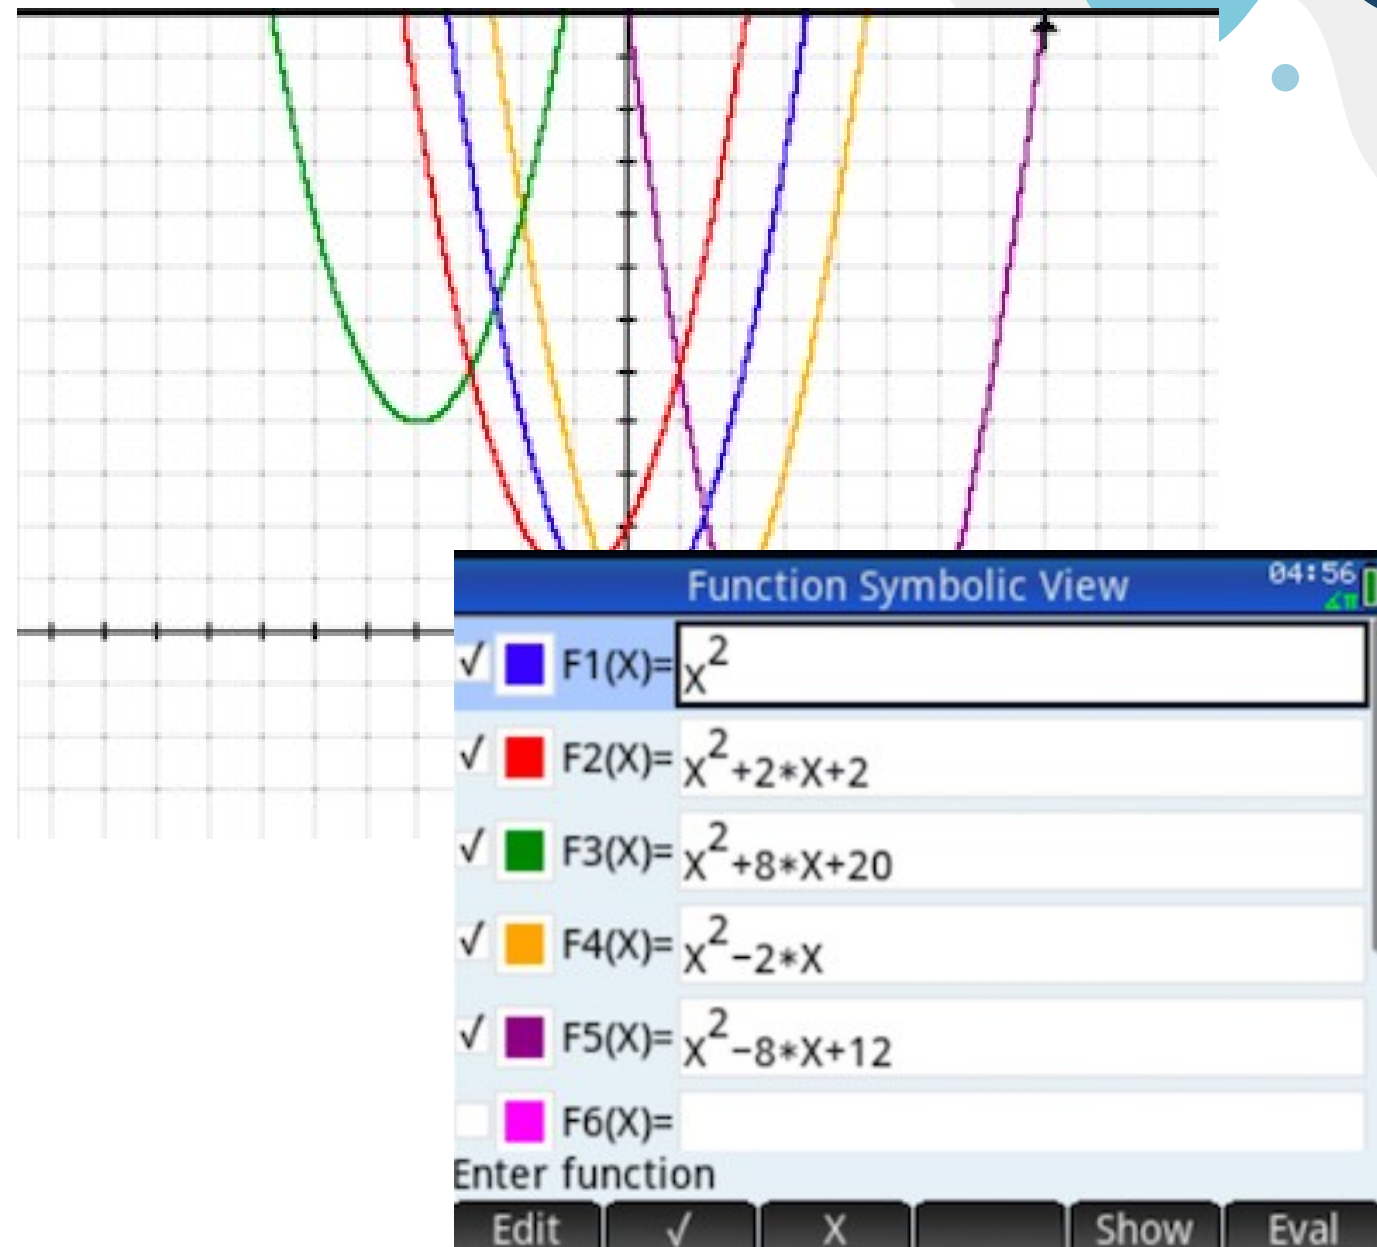 Function Symbolic View 04:56
∡π
√ F1(X)= X²
√ F2(X)= X²+2*X+2
√ F3(X)= X²+8*X+20
√ F4(X)= X²-2*X
√ F5(X)= X²-8*X+12
F6(X)=
Enter function
Edit √ X Show Eval